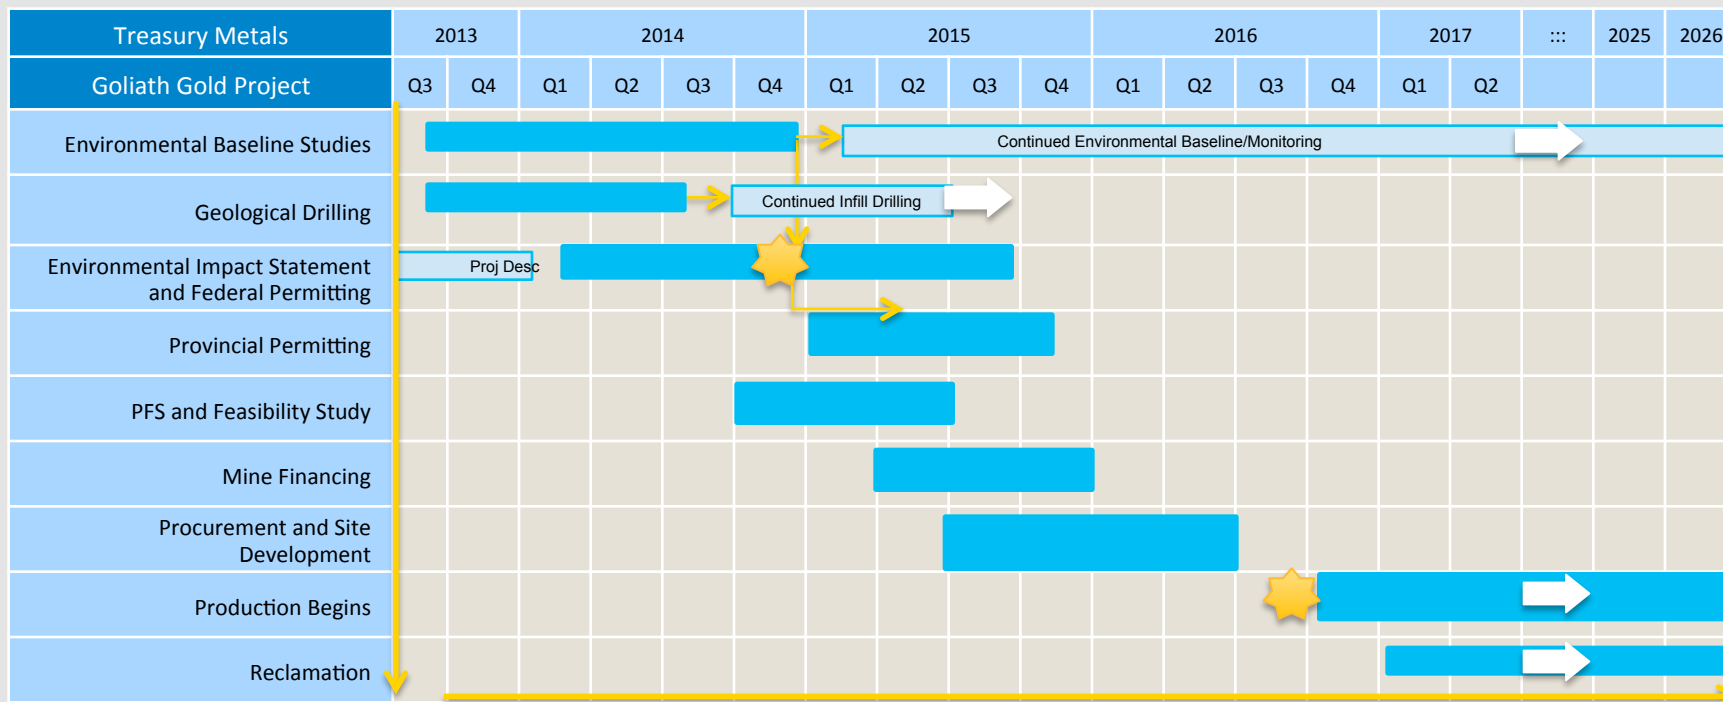 Treasury Metals 2013 2014 2015 2016 2017 ::: 2025 2026
Goliath Gold Project Q3 Q4 Q1 Q2 Q3 Q4 Q1 Q2 Q3 Q4 Q1 Q2 Q3 Q4 Q1 Q2
Environmental Baseline Studies Continued Environmental Baseline/Monitoring
Geological Drilling Continued Infill Drilling
Environmental Impact Statement
and Federal Permitting
Proj Desc
Provincial Permitting
PFS and Feasibility Study
Mine Financing
Procurement and Site
Development
Production Begins
Reclamation